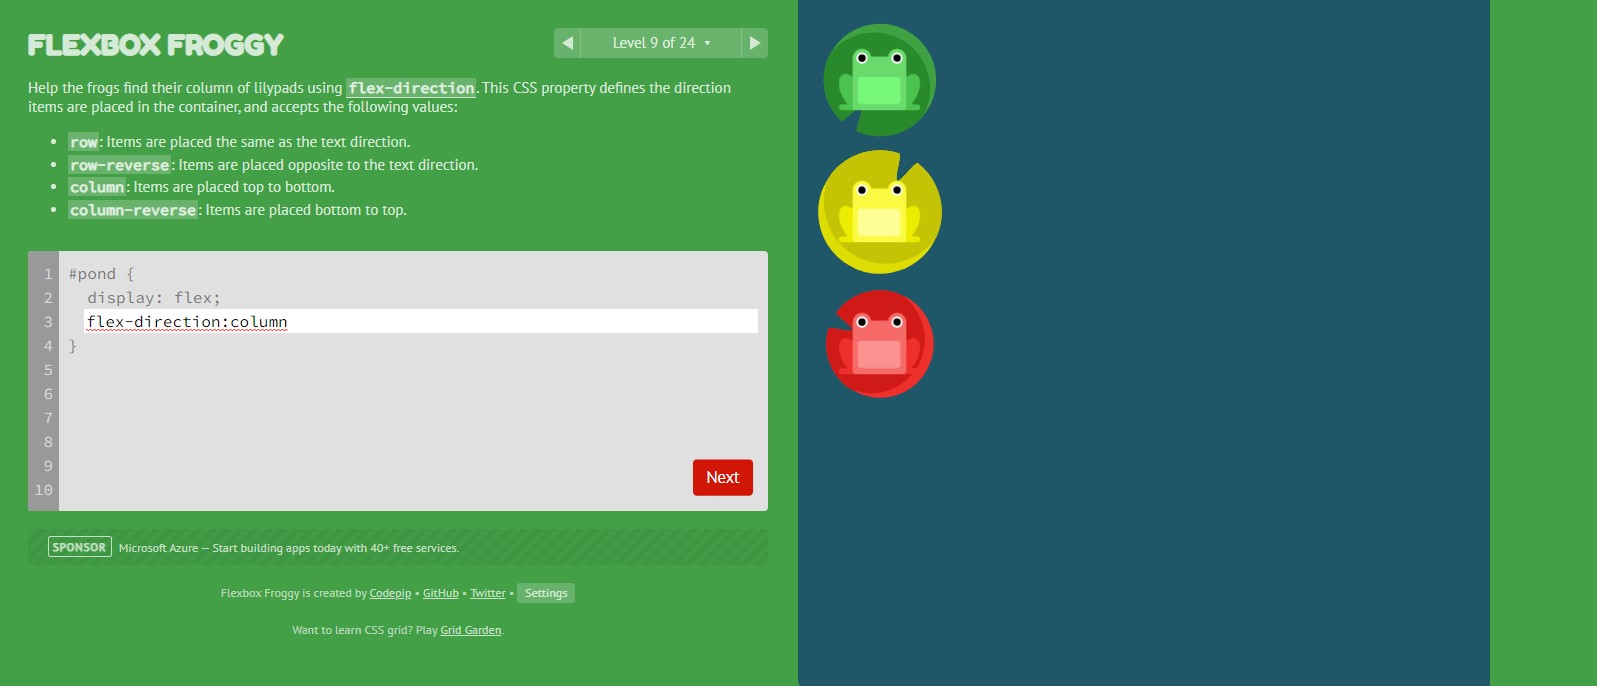 FLEXBOX FROGGY
Level 9 of 24
Help the frogs find their column of lilypads using flex-direction. This CSS property defines the direction
items are placed in the container, and accepts the following values:
row: Items are placed the same as the text direction.
row-reverse: Items are placed opposite to the text direction.
column: Items are placed top to bottom.
column-reverse: Items are placed bottom to top.
1 #pond {
2 display: flex;
3 flex-direction:column
4 }
5
6
7
8
9
10
Next
SPONSOR Microsoft Azure — Start building apps today with 40+ free services.
Flexbox Froggy is created by Codepip • GitHub • Twitter • Settings
Want to learn CSS grid? Play Grid Garden.